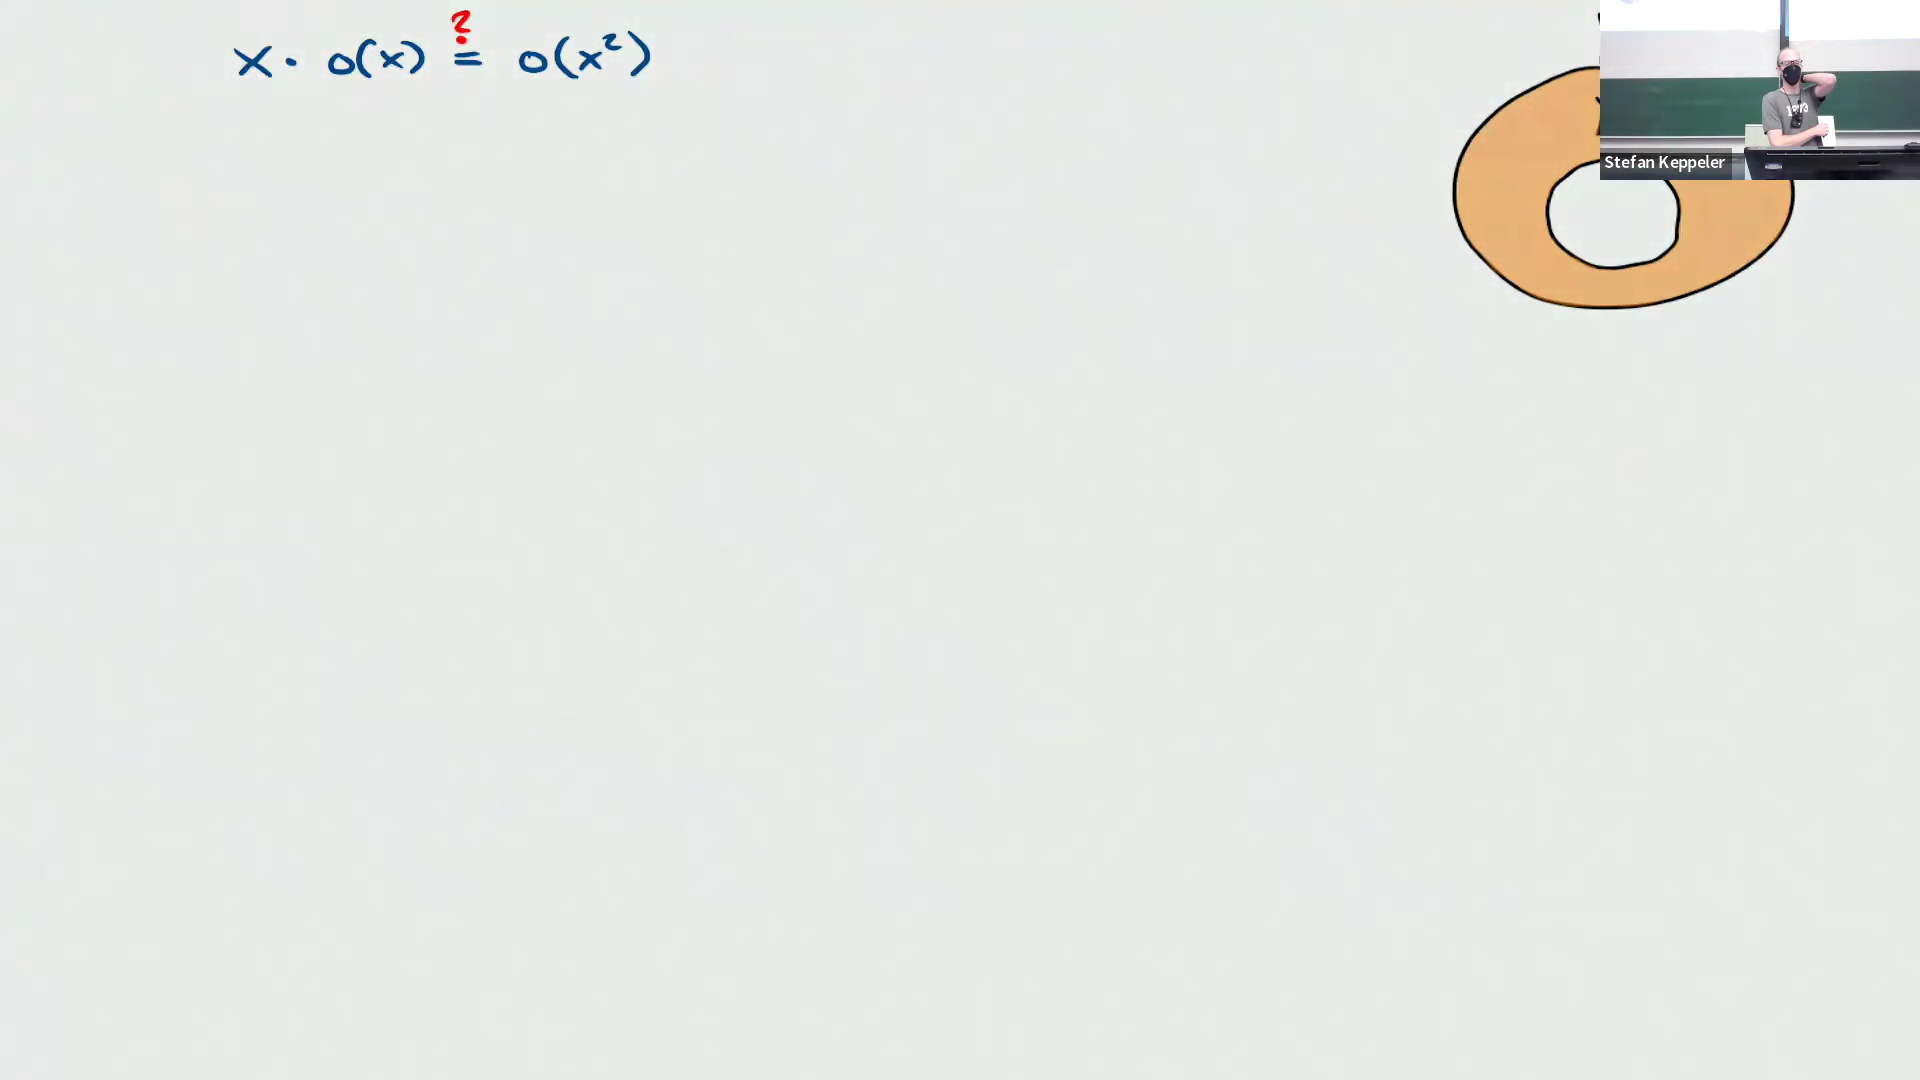 x · o(x) ?= o(x²)
Stefan Keppeler